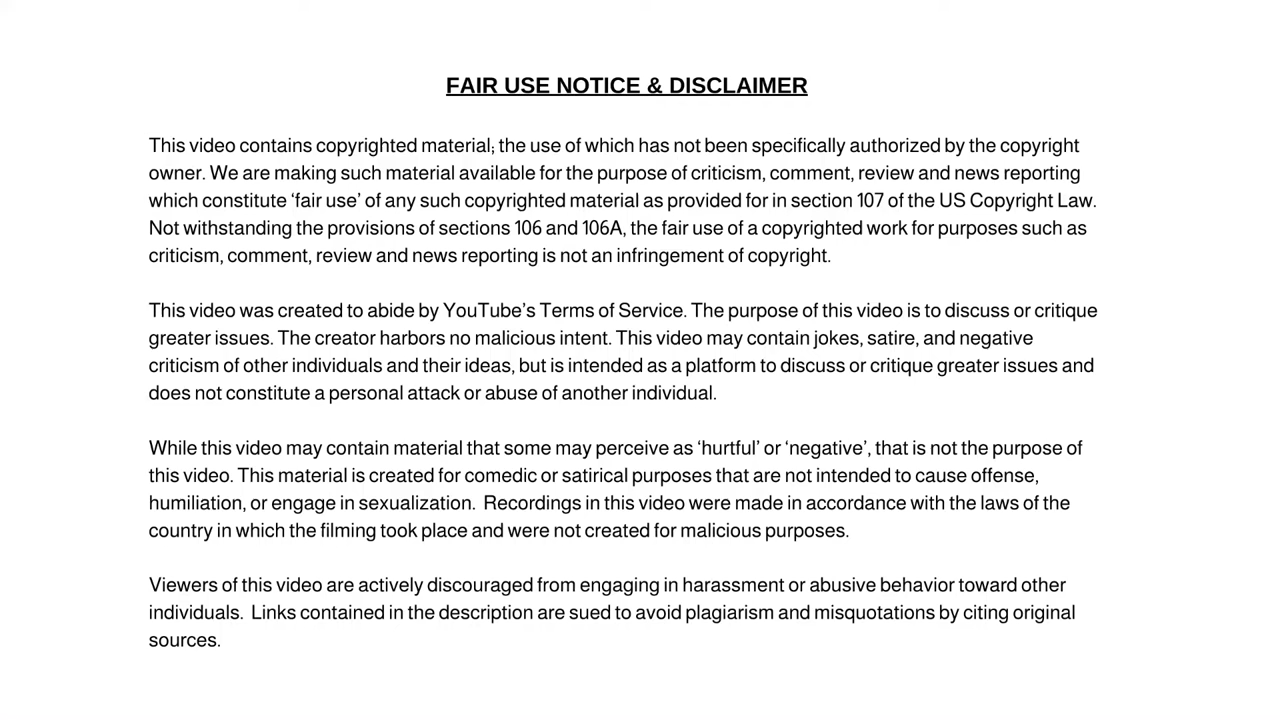 FAIR USE NOTICE & DISCLAIMER
This video contains copyrighted material; the use of which has not been specifically authorized by the copyright
owner. We are making such material available for the purpose of criticism, comment, review and news reporting
which constitute ‘fair use’ of any such copyrighted material as provided for in section 107 of the US Copyright Law.
Not withstanding the provisions of sections 106 and 106A, the fair use of a copyrighted work for purposes such as
criticism, comment, review and news reporting is not an infringement of copyright.
This video was created to abide by YouTube’s Terms of Service. The purpose of this video is to discuss or critique
greater issues. The creator harbors no malicious intent. This video may contain jokes, satire, and negative
criticism of other individuals and their ideas, but is intended as a platform to discuss or critique greater issues and
does not constitute a personal attack or abuse of another individual.
While this video may contain material that some may perceive as ‘hurtful’ or ‘negative’, that is not the purpose of
this video. This material is created for comedic or satirical purposes that are not intended to cause offense,
humiliation, or engage in sexualization.  Recordings in this video were made in accordance with the laws of the
country in which the filming took place and were not created for malicious purposes.
Viewers of this video are actively discouraged from engaging in harassment or abusive behavior toward other
individuals.  Links contained in the description are sued to avoid plagiarism and misquotations by citing original
sources.